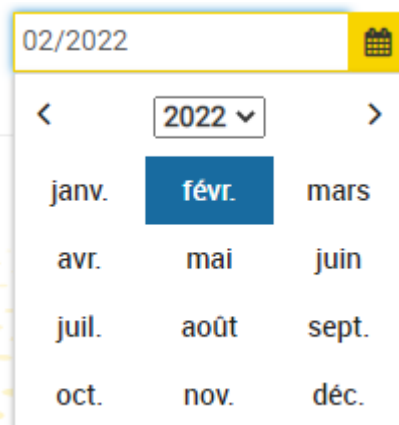 02/2022
2022
janv. févr. mars
avr. mai juin
juil. août sept.
oct. nov. déc.